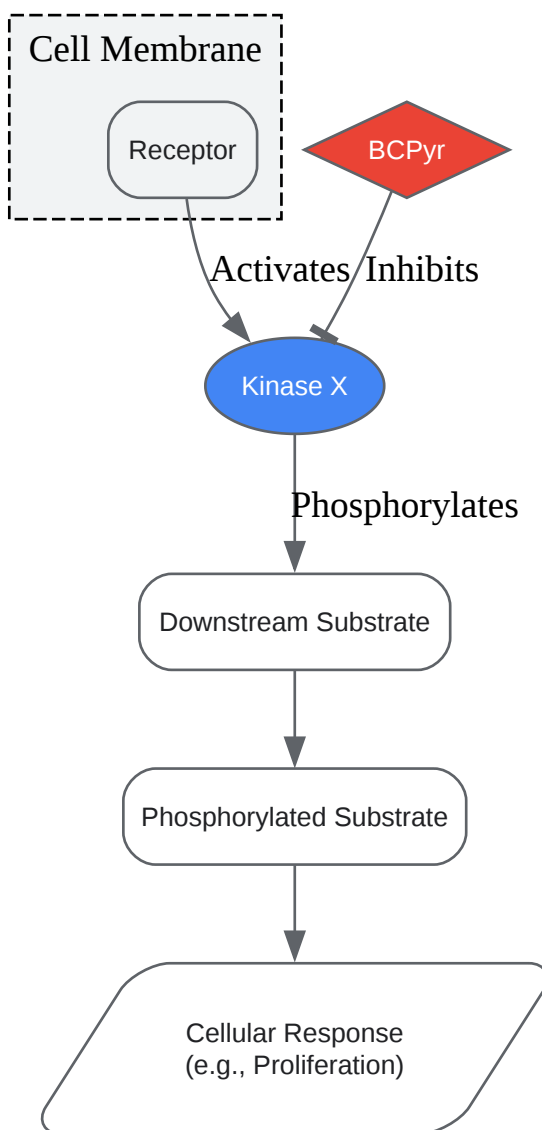 Cell Membrane
Receptor
BCPyr
Activates
Inhibits
Kinase X
Phosphorylates
Downstream Substrate
Phosphorylated Substrate
Cellular Response
(e.g., Proliferation)